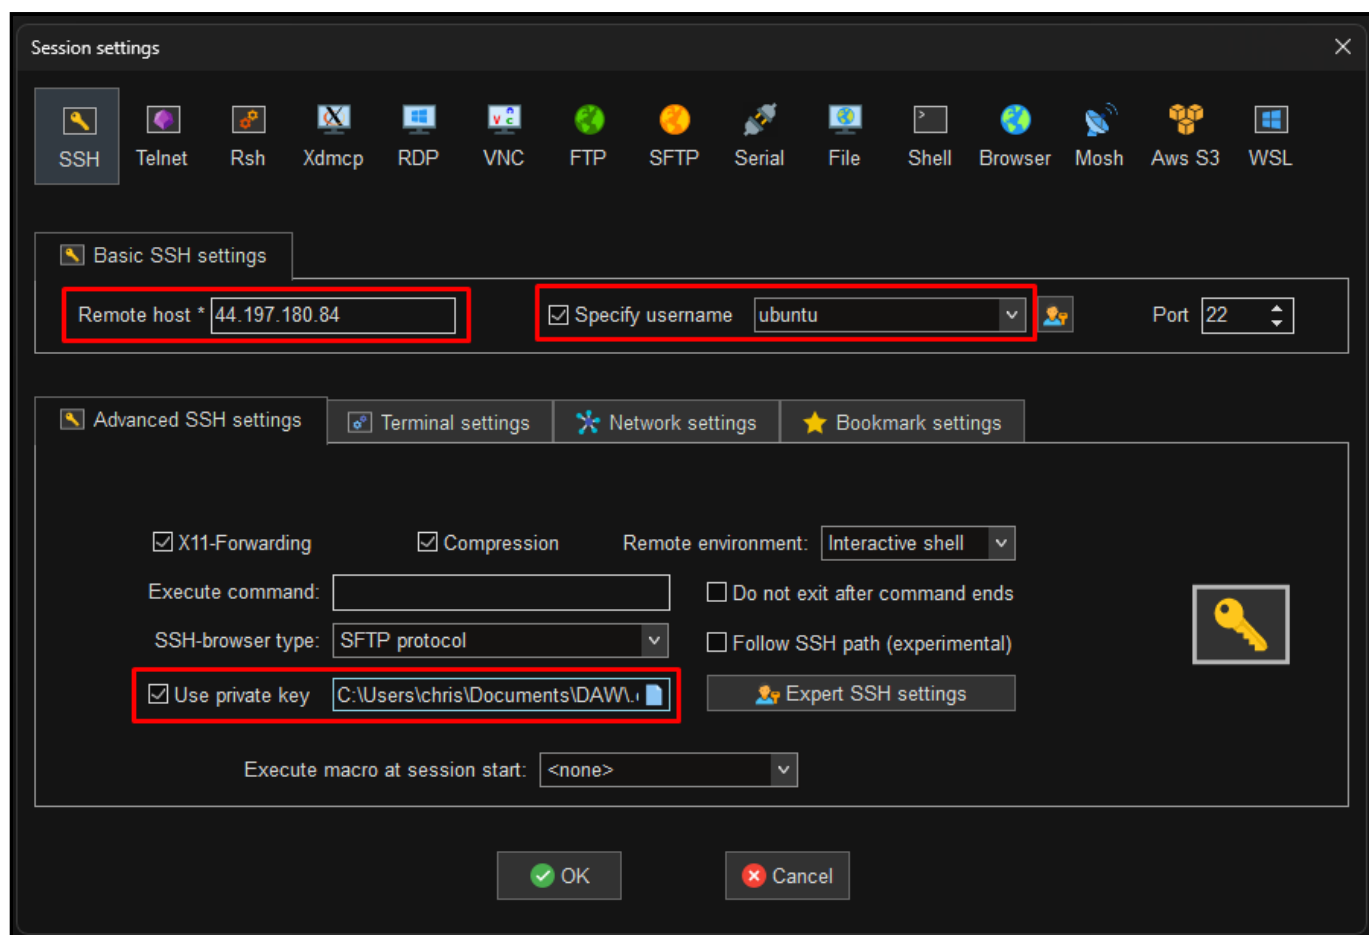 Session settings
SSH Telnet Rsh Xdmcp RDP VNC FTP SFTP Serial File Shell Browser Mosh Aws S3 WSL
Basic SSH settings
Remote host * 44.197.180.84 Specify username ubuntu Port 22
Advanced SSH settings Terminal settings Network settings Bookmark settings
X11-Forwarding Compression Remote environment: Interactive shell
Execute command: Do not exit after command ends
SSH-browser type: SFTP protocol Follow SSH path (experimental)
Use private key C:\Users\chris\Documents\DAW\. Expert SSH settings
Execute macro at session start: <none>
OK Cancel